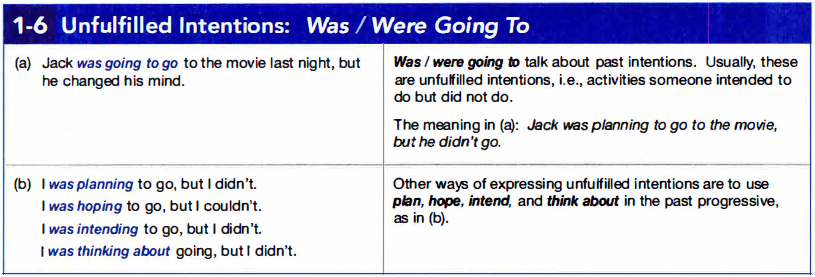 1-6 Unfulfilled Intentions: Was / Were Going To
(a) Jack was going to go to the movie last night, but
he changed his mind.
Was / were going to talk about past intentions. Usually, these
are unfulfilled intentions, i.e., activities someone intended to
do but did not do.
The meaning in (a): Jack was planning to go to the movie,
but he didn't go.
(b) I was planning to go, but I didn't.
I was hoping to go, but I couldn't.
I was intending to go, but I didn't.
I was thinking about going, but I didn't.
Other ways of expressing unfulfilled intentions are to use
plan, hope, intend, and think about in the past progressive,
as in (b).